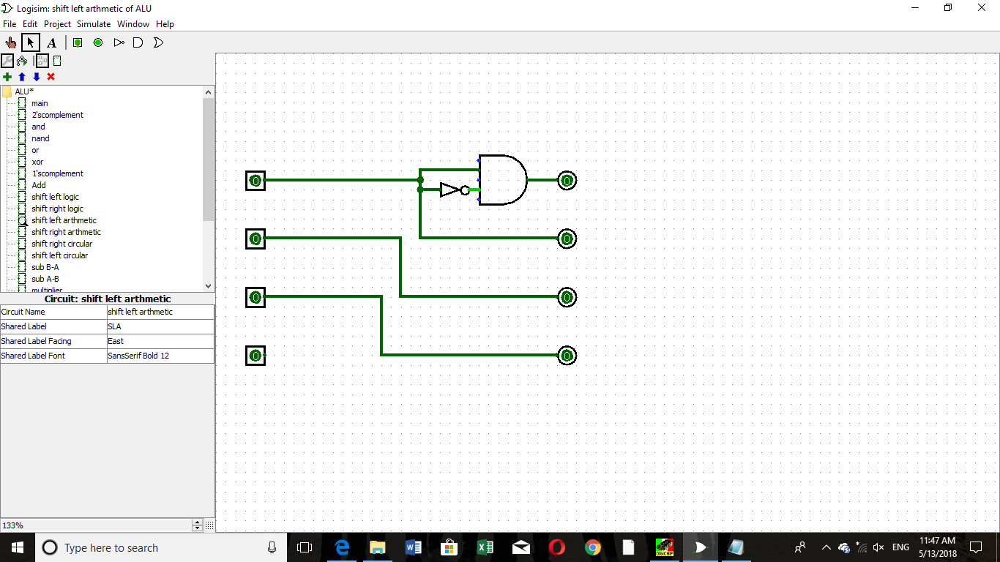 Logisim: shift left arthmetic of ALU
File Edit Project Simulate Window Help
A
ALU*
main
2'scomplement
and
nand
or
xor
1'scomplement
Add
shift left logic
shift right logic
shift left arthmetic
shift right arthmetic
shift right circular
shift left circular
sub B-A
sub A-B
multiplier
Circuit: shift left arthmetic
Circuit Name shift left arthmetic
Shared Label SLA
Shared Label Facing East
Shared Label Font SansSerif Bold 12
133%
0 0
0 0
0 0
0 0
Type here to search
DIGICHIP
ENG
11:47 AM
5/13/2018